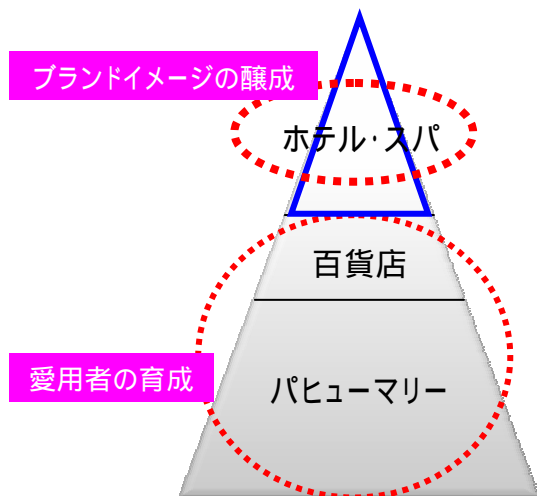 ブランドイメージの醸成
ホテル・スパ
百貨店
愛用者の育成
パヒューマリー